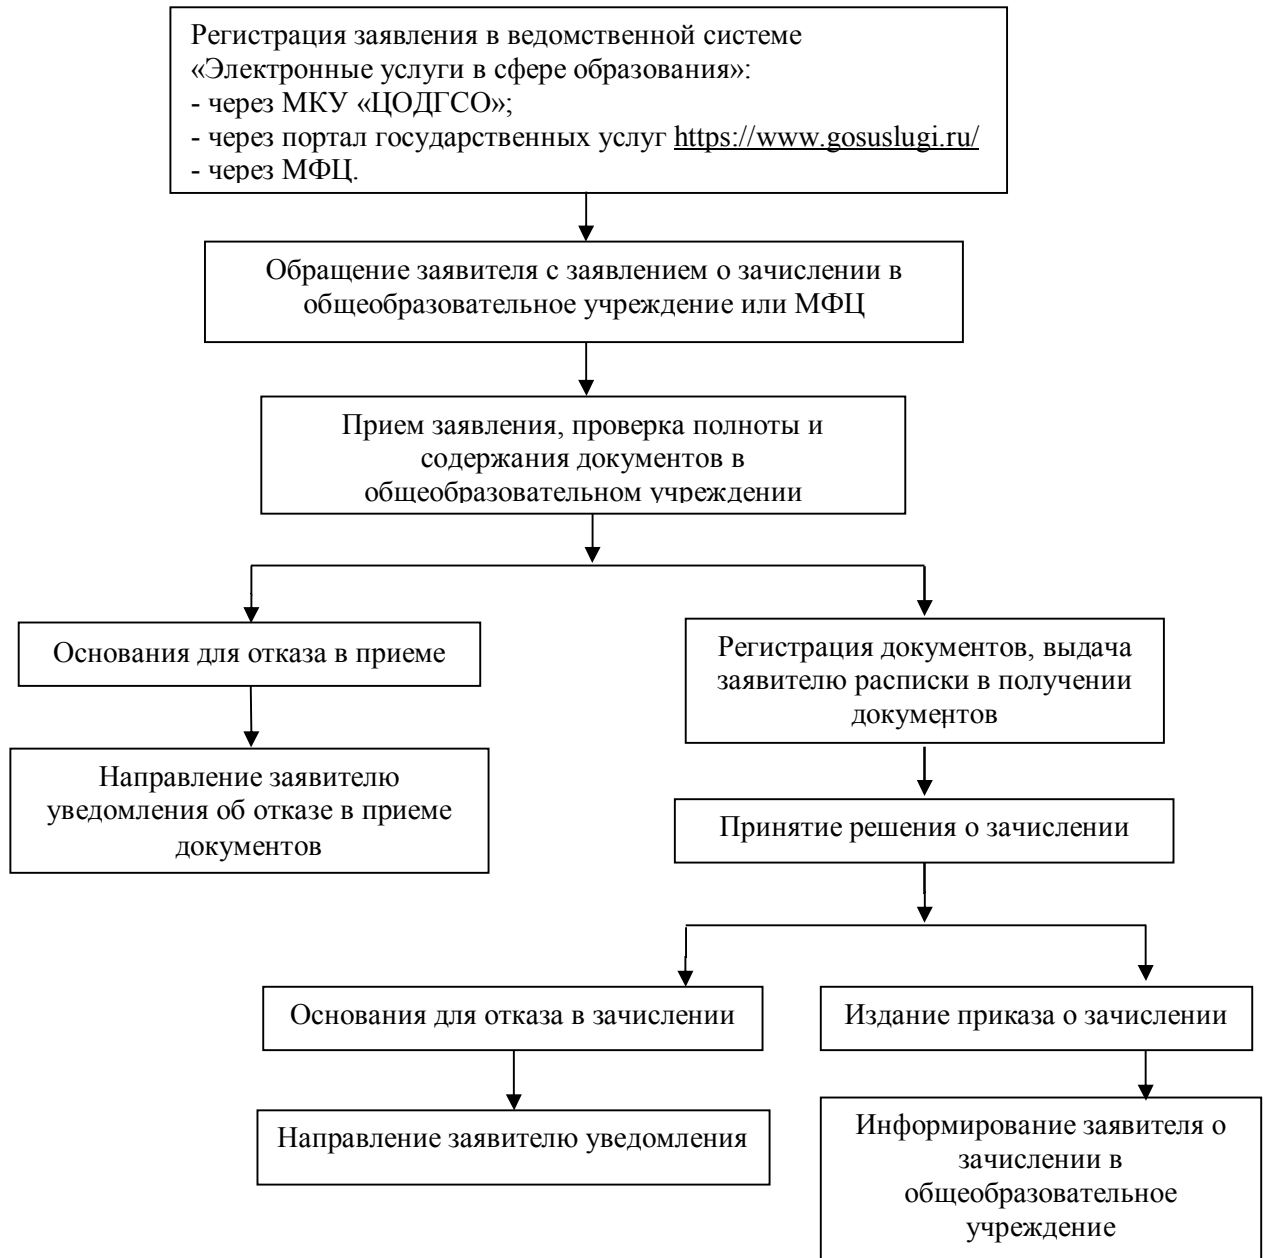 Регистрация заявления в ведомственной системе
«Электронные услуги в сфере образования»:
- через МКУ «ЦОДГСО»;
- через портал государственных услуг https://www.gosuslugi.ru/
- через МФЦ.
Обращение заявителя с заявлением о зачислении в
общеобразовательное учреждение или МФЦ
Прием заявления, проверка полноты и
содержания документов в
общеобразовательном учреждении
Основания для отказа в приеме
Регистрация документов, выдача
заявителю расписки в получении
документов
Направление заявителю
уведомления об отказе в приеме
документов
Принятие решения о зачислении
Основания для отказа в зачислении
Издание приказа о зачислении
Направление заявителю уведомления
Информирование заявителя о
зачислении в
общеобразовательное
учреждение